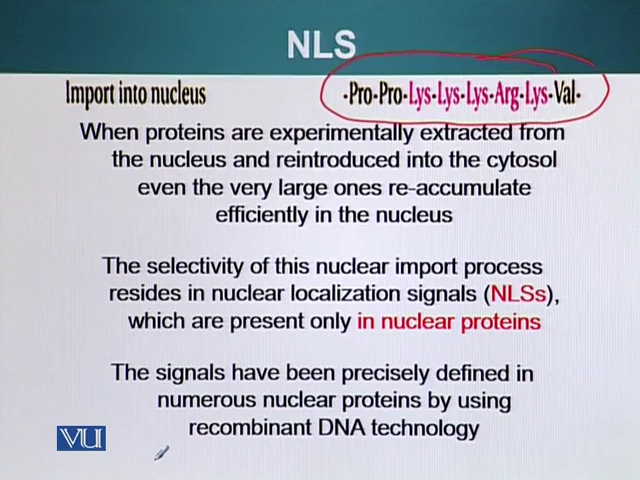 NLS
Import into nucleus -Pro-Pro-Lys-Lys-Lys-Arg-Lys-Val-
When proteins are experimentally extracted from
the nucleus and reintroduced into the cytosol
even the very large ones re-accumulate
efficiently in the nucleus
The selectivity of this nuclear import process
resides in nuclear localization signals (NLSs),
which are present only in nuclear proteins
The signals have been precisely defined in
numerous nuclear proteins by using
recombinant DNA technology
VU